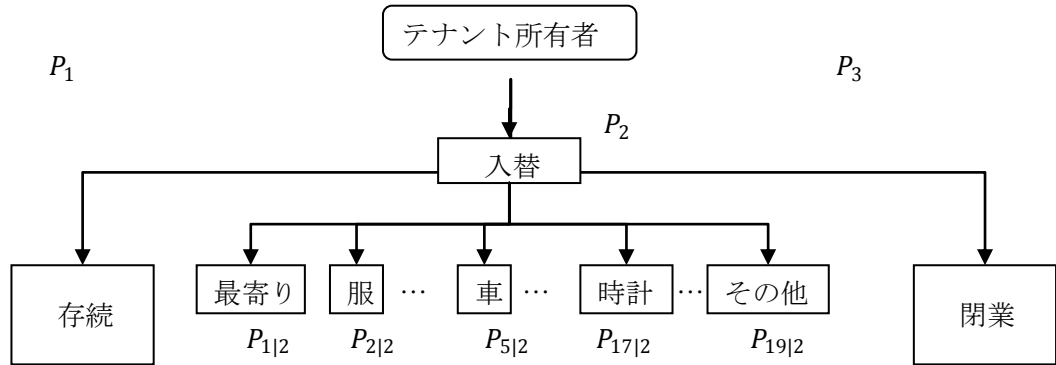 テナント所有者
P₁
P₃
P₂
入替
存続
最寄り
服
…
車
…
時計
…
その他
閉業
P₁|₂
P₂|₂
P₅|₂
P₁₇|₂
P₁₉|₂